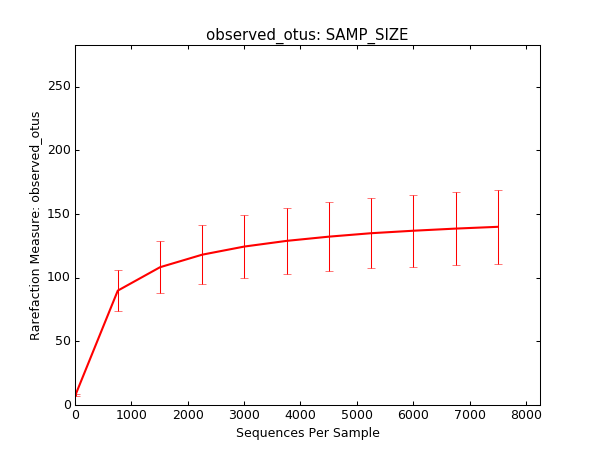 observed_otus: SAMP_SIZE
Rarefaction Measure: observed_otus
250
200
150
100
50
0
0 1000 2000 3000 4000 5000 6000 7000 8000
Sequences Per Sample